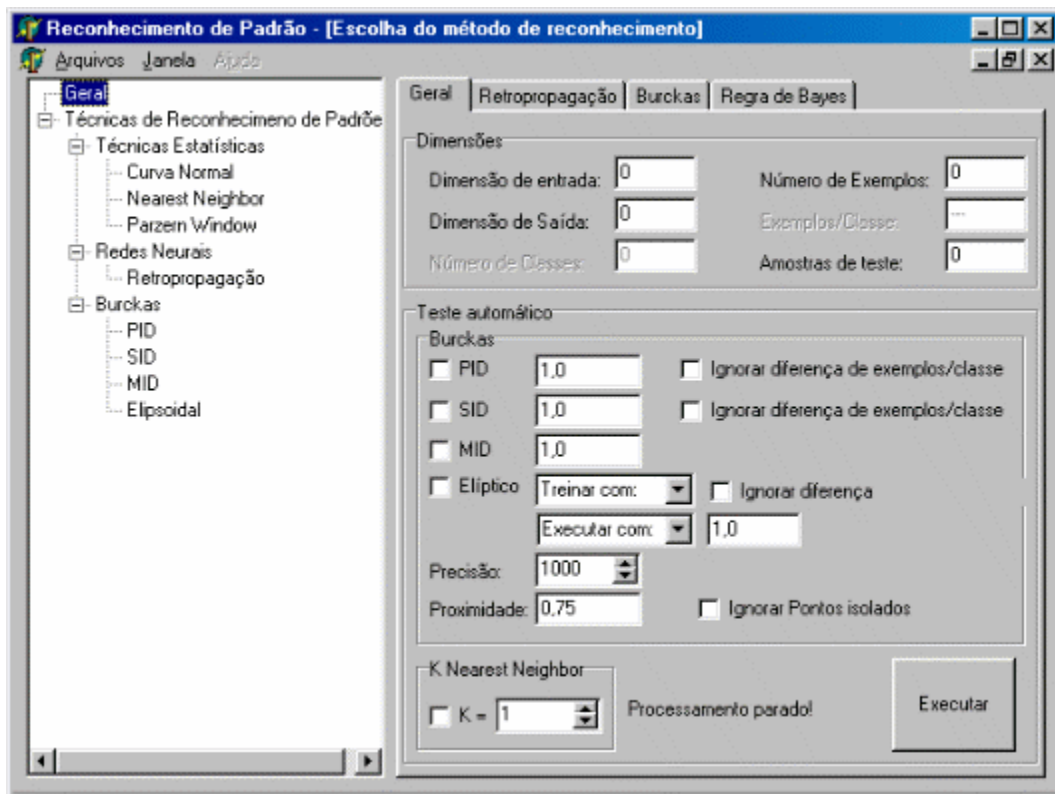 Reconhecimento de Padrão - [Escolha do método de reconhecimento]
Arquivos Janela Ajuda
Geral
Técnicas de Reconhecimeno de Padrõe
Técnicas Estatísticas
Curva Normal
Nearest Neighbor
Parzern Window
Redes Neurais
Retropropagação
Burckas
PID
SID
MID
Elipsoidal
Geral Retropropagação Burckas Regra de Bayes
Dimensões
Dimensão de entrada: 0 Número de Exemplos: 0
Dimensão de Saída: 0 Exemplos/Classe: ---
Número de Classes: 0 Amostras de teste: 0
Teste automático
Burckas
PID 1,0 Ignorar diferença de exemplos/classe
SID 1,0 Ignorar diferença de exemplos/classe
MID 1,0
Elíptico Treinar com: Ignorar diferença
Executar com: 1,0
Precisão: 1000
Proximidade: 0,75 Ignorar Pontos isolados
K Nearest Neighbor
K = 1 Processamento parado! Executar